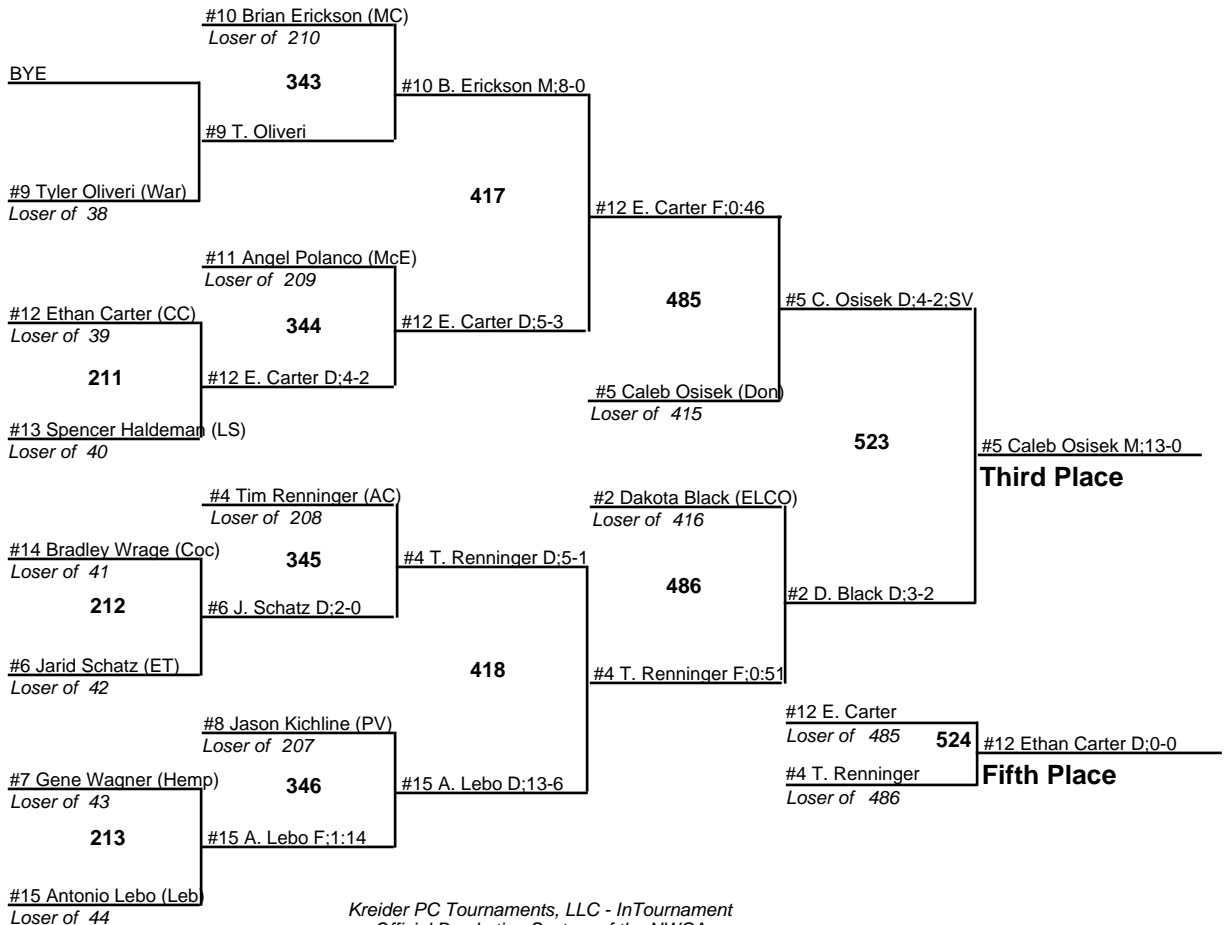 #10 Brian Erickson (MC)
Loser of 210
BYE
343
#10 B. Erickson M;8-0
#9 T. Oliveri
#9 Tyler Oliveri (War)
Loser of 38
417
#12 E. Carter F;0:46
#11 Angel Polanco (McE)
Loser of 209
#12 Ethan Carter (CC)
Loser of 39
344
#12 E. Carter D;5-3
485
#5 C. Osisek D;4-2;SV
211
#12 E. Carter D;4-2
#5 Caleb Osisek (Don)
Loser of 415
#13 Spencer Haldeman (LS)
Loser of 40
523
#5 Caleb Osisek M;13-0
Third Place
#4 Tim Renninger (AC)
Loser of 208
#2 Dakota Black (ELCO)
Loser of 416
#14 Bradley Wrage (Coc)
Loser of 41
345
#4 T. Renninger D;5-1
486
212
#6 J. Schatz D;2-0
#2 D. Black D;3-2
#6 Jarid Schatz (ET)
Loser of 42
418
#4 T. Renninger F;0:51
#8 Jason Kichline (PV)
Loser of 207
#12 E. Carter
Loser of 485
524
#12 Ethan Carter D;0-0
Fifth Place
#4 T. Renninger
Loser of 486
#7 Gene Wagner (Hemp)
Loser of 43
346
#15 A. Lebo D;13-6
213
#15 A. Lebo F;1:14
#15 Antonio Lebo (Leb)
Loser of 44
Kreider PC Tournaments, LLC - InTournament